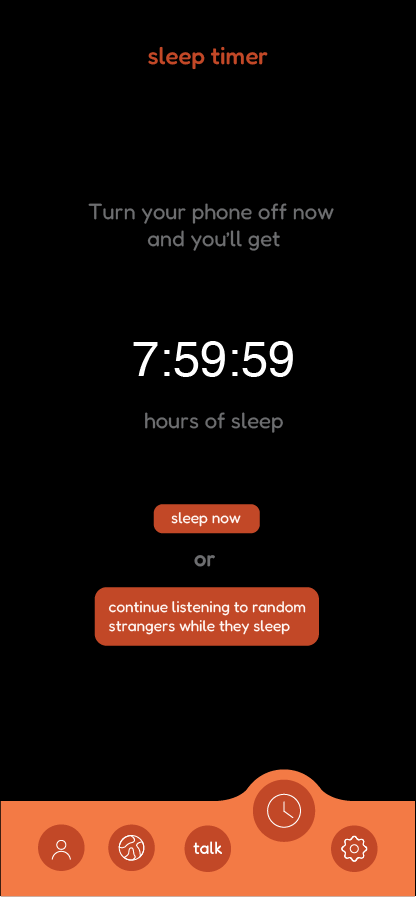 sleep timer
Turn your phone off now
and you'll get
7:59:59
hours of sleep
sleep now
or
continue listening to random
strangers while they sleep
talk